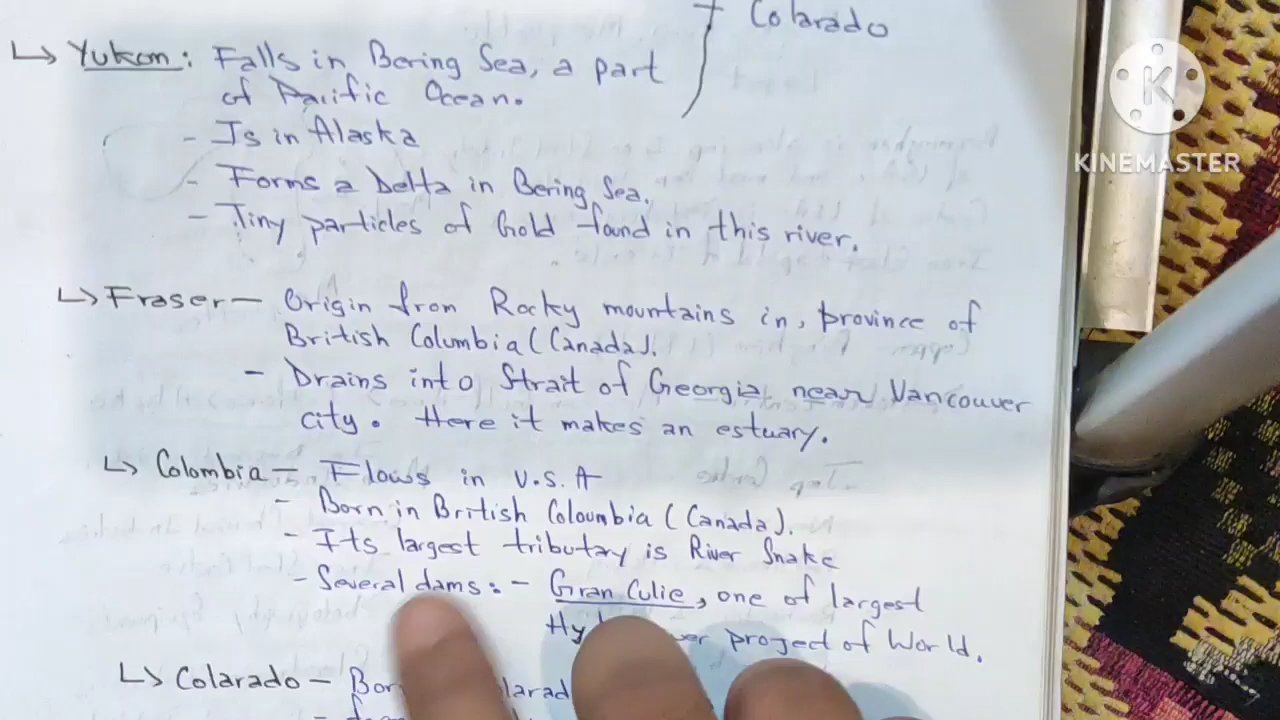 Colarado
↳ Yukon: Falls in Bering Sea, a part
of Pacific Ocean.
- Is in Alaska
- Forms a Delta in Bering Sea.
- Tiny particles of Gold found in this river.
↳ Fraser - Origin from Rocky mountains in, province of
British Columbia (Canada).
- Drains into Strait of Georgia near Vancouver
city. Here it makes an estuary.
↳ Colombia - Flows in U.S.A
- Born in British Coloumbia (Canada).
- Its largest tributary is River Snake
- Several dams: - Gran Culie, one of largest
project of World.
↳ Colarado -
KINEMASTER